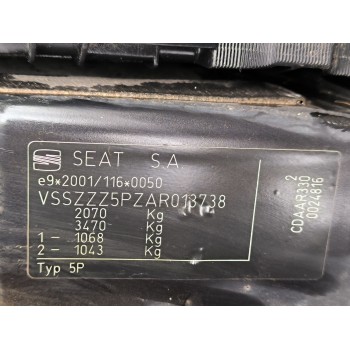 SEAT S.A
e9*2001/116*0050
VSSZZZ5PZAR013738
2070 Kg
3470 Kg
1 - 1068 Kg
2 - 1043 Kg
Typ 5P
CDAAR330 2
0024816